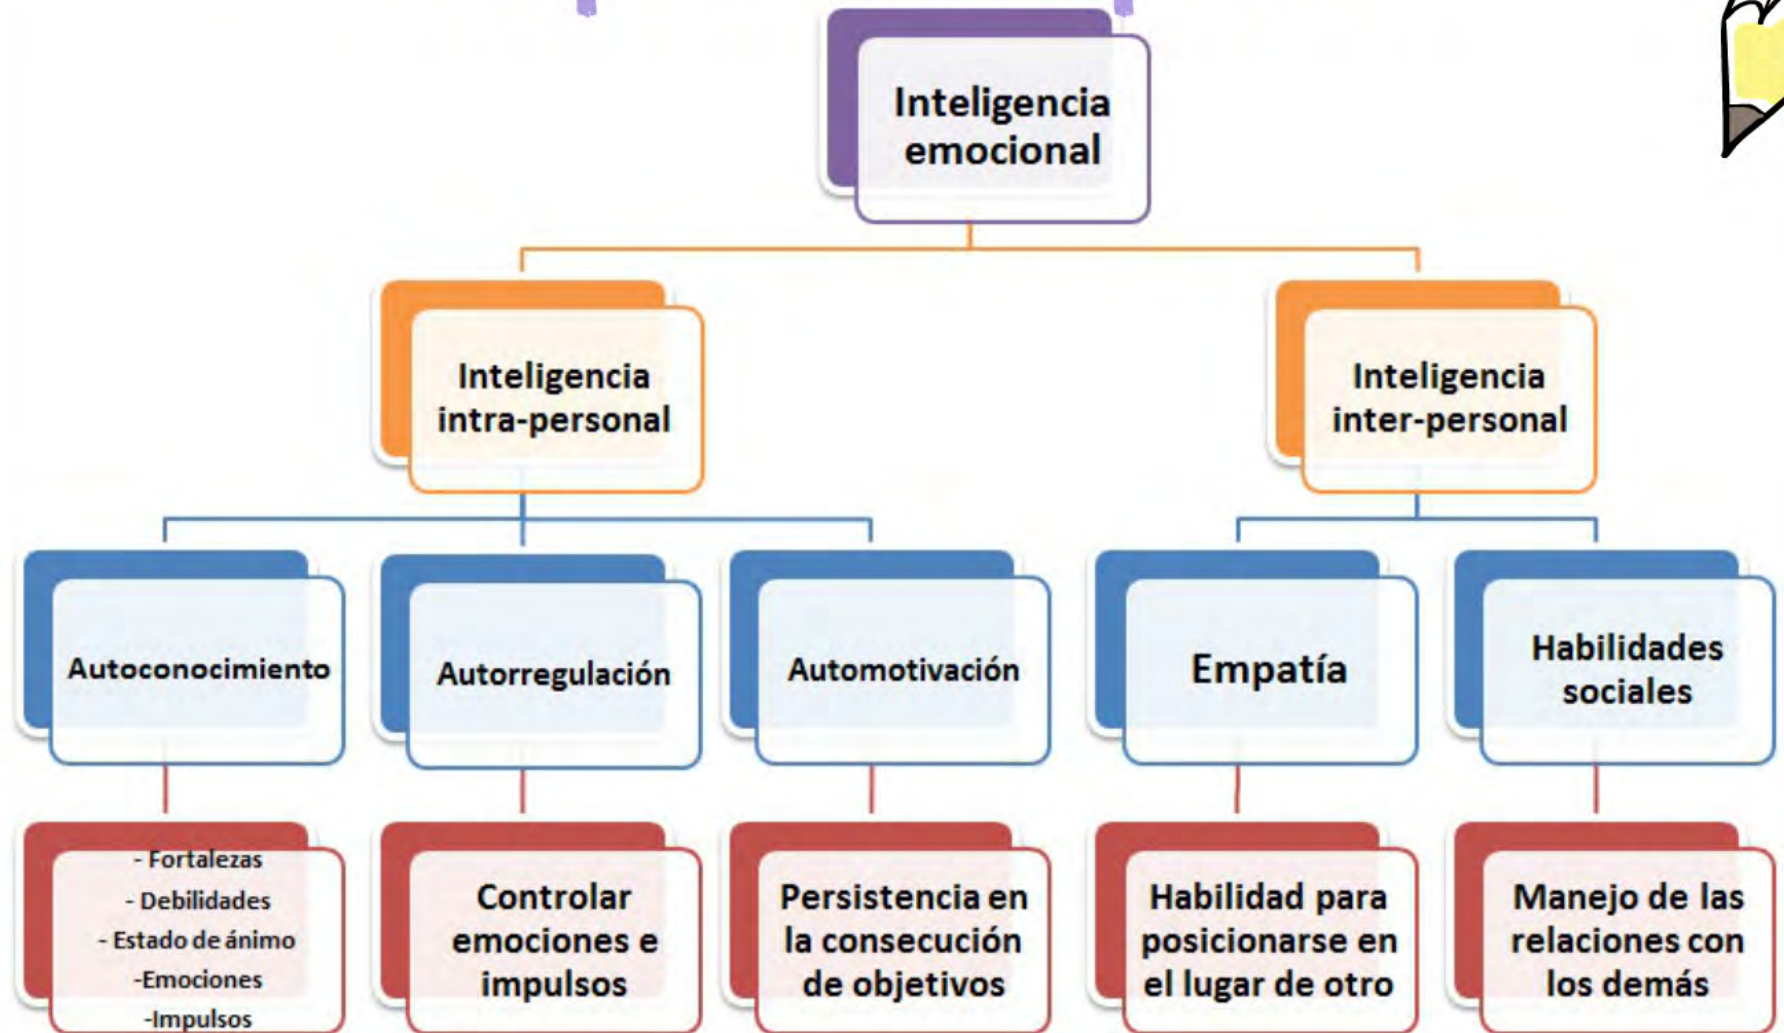 Inteligencia
emocional
Inteligencia
intra-personal
Inteligencia
inter-personal
Autoconocimiento
Autorregulación
Automotivación
Empatía
Habilidades
sociales
- Fortalezas
- Debilidades
- Estado de ánimo
-Emociones
-Impulsos
Controlar
emociones e
impulsos
Persistencia en
la consecución
de objetivos
Habilidad para
posicionarse en
el lugar de otro
Manejo de las
relaciones con
los demás